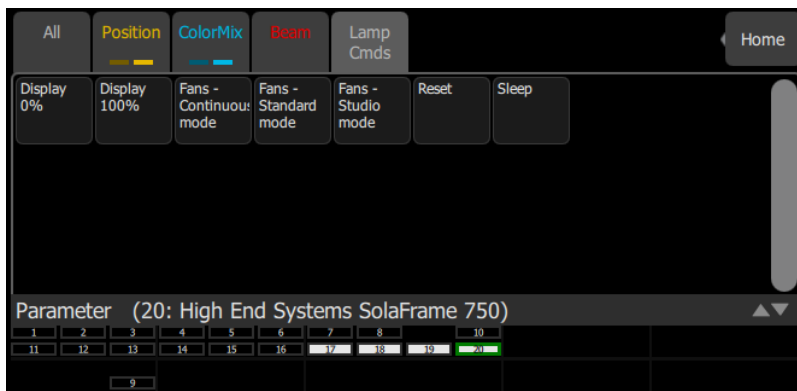 All Position ColorMix Beam Lamp Cmds Home
Display 0% Display 100% Fans - Continuous mode Fans - Standard mode Fans - Studio mode Reset Sleep
Parameter (20: High End Systems SolaFrame 750)
1 2 3 4 5 6 7 8 10
11 12 13 14 15 16 17 18 19 20
9